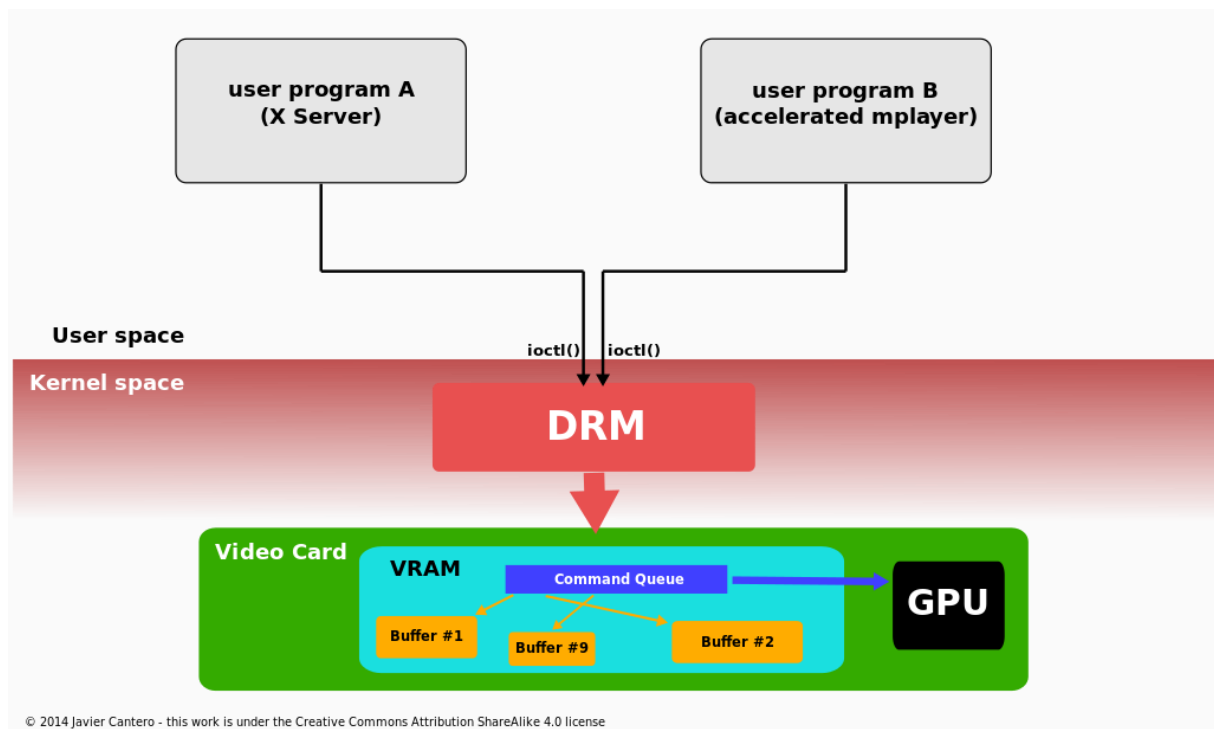 user program A
(X Server)
user program B
(accelerated mplayer)
User space
ioctl()
ioctl()
Kernel space
DRM
Video Card
VRAM
Command Queue
GPU
Buffer #1
Buffer #9
Buffer #2
© 2014 Javier Cantero - this work is under the Creative Commons Attribution ShareAlike 4.0 license